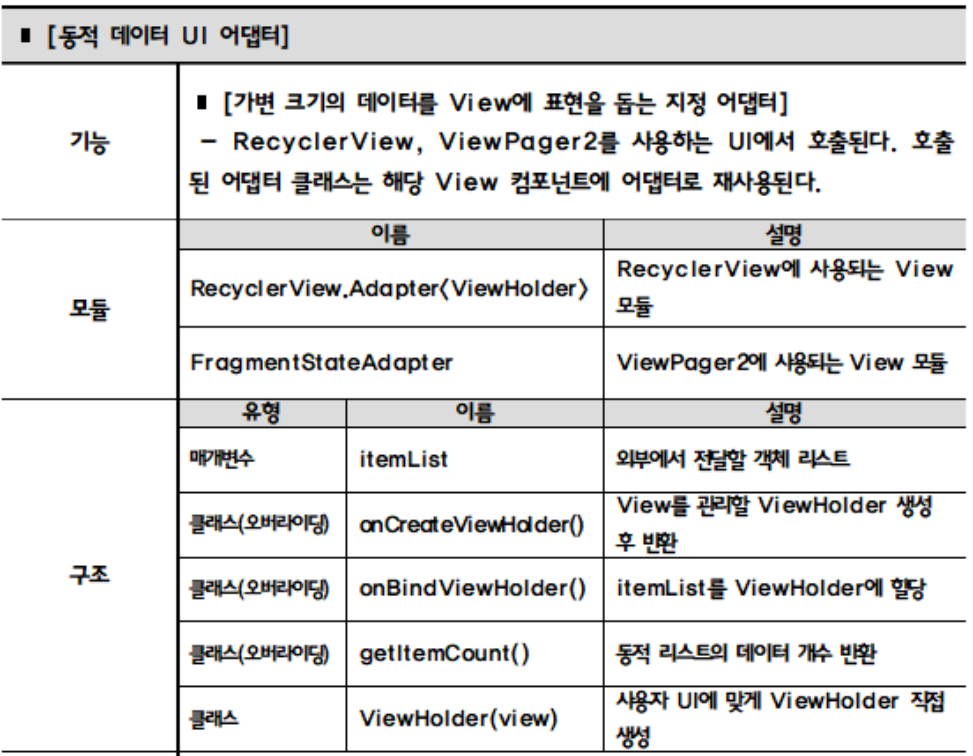 ■ [동적 데이터 UI 어댑터]
기능
■ [가변 크기의 데이터를 View에 표현을 돕는 지정 어댑터]
- RecyclerView, ViewPager2를 사용하는 UI에서 호출된다. 호출
된 어댑터 클래스는 해당 View 컴포넌트에 어댑터로 재사용된다.
모듈
이름 설명
RecyclerView.Adapter<ViewHolder> RecyclerView에 사용되는 View
모듈
FragmentStateAdapter ViewPager2에 사용되는 View 모듈
구조
유형 이름 설명
매개변수 itemList 외부에서 전달할 객체 리스트
클래스(오버라이딩) onCreateViewHolder() View를 관리할 ViewHolder 생성
후 반환
클래스(오버라이딩) onBindViewHolder() itemList를 ViewHolder에 할당
클래스(오버라이딩) getItemCount() 동적 리스트의 데이터 개수 반환
클래스 ViewHolder(view) 사용자 UI에 맞게 ViewHolder 직접
생성